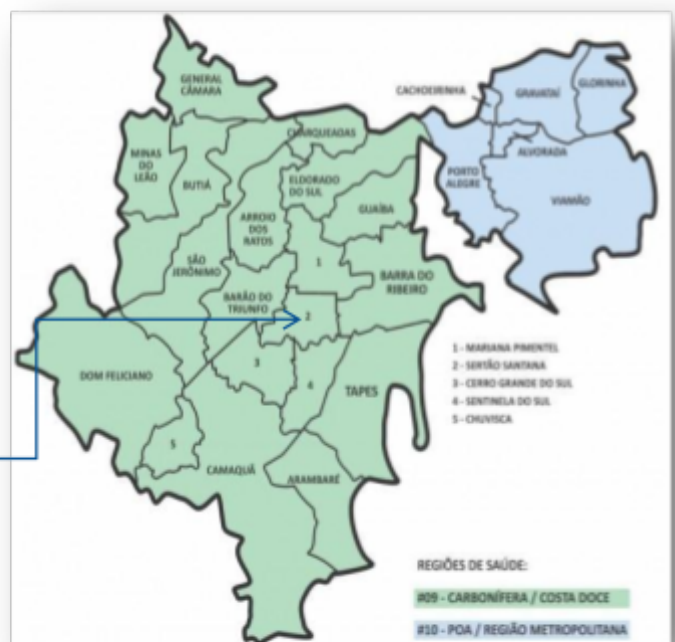 GENERAL
CÂMARA
CACHOEIRINHA
GRAVATAÍ
GLORINHA
CHARQUEADAS
MINAS
DO
LEÃO
BUTIÁ
ELDORADO
DO SUL
ALVORADA
PORTO
ALEGRE
VIAMÃO
ARROIO
DOS
RATOS
GUAÍBA
SÃO
JERÔNIMO
1
BARRA DO
RIBEIRO
BARÃO DO
TRIUNFO
2
DOM FELICIANO
3
4
TAPES
1 - MARIANA PIMENTEL
2 - SERTÃO SANTANA
3 - CERRO GRANDE DO SUL
4 - SENTINELA DO SUL
5 - CHUVISCA
5
CAMAQUÃ
ARAMBARÉ
REGIÕES DE SAÚDE:
#09 - CARBONÍFERA / COSTA DOCE
#10 - POA / REGIÃO METROPOLITANA